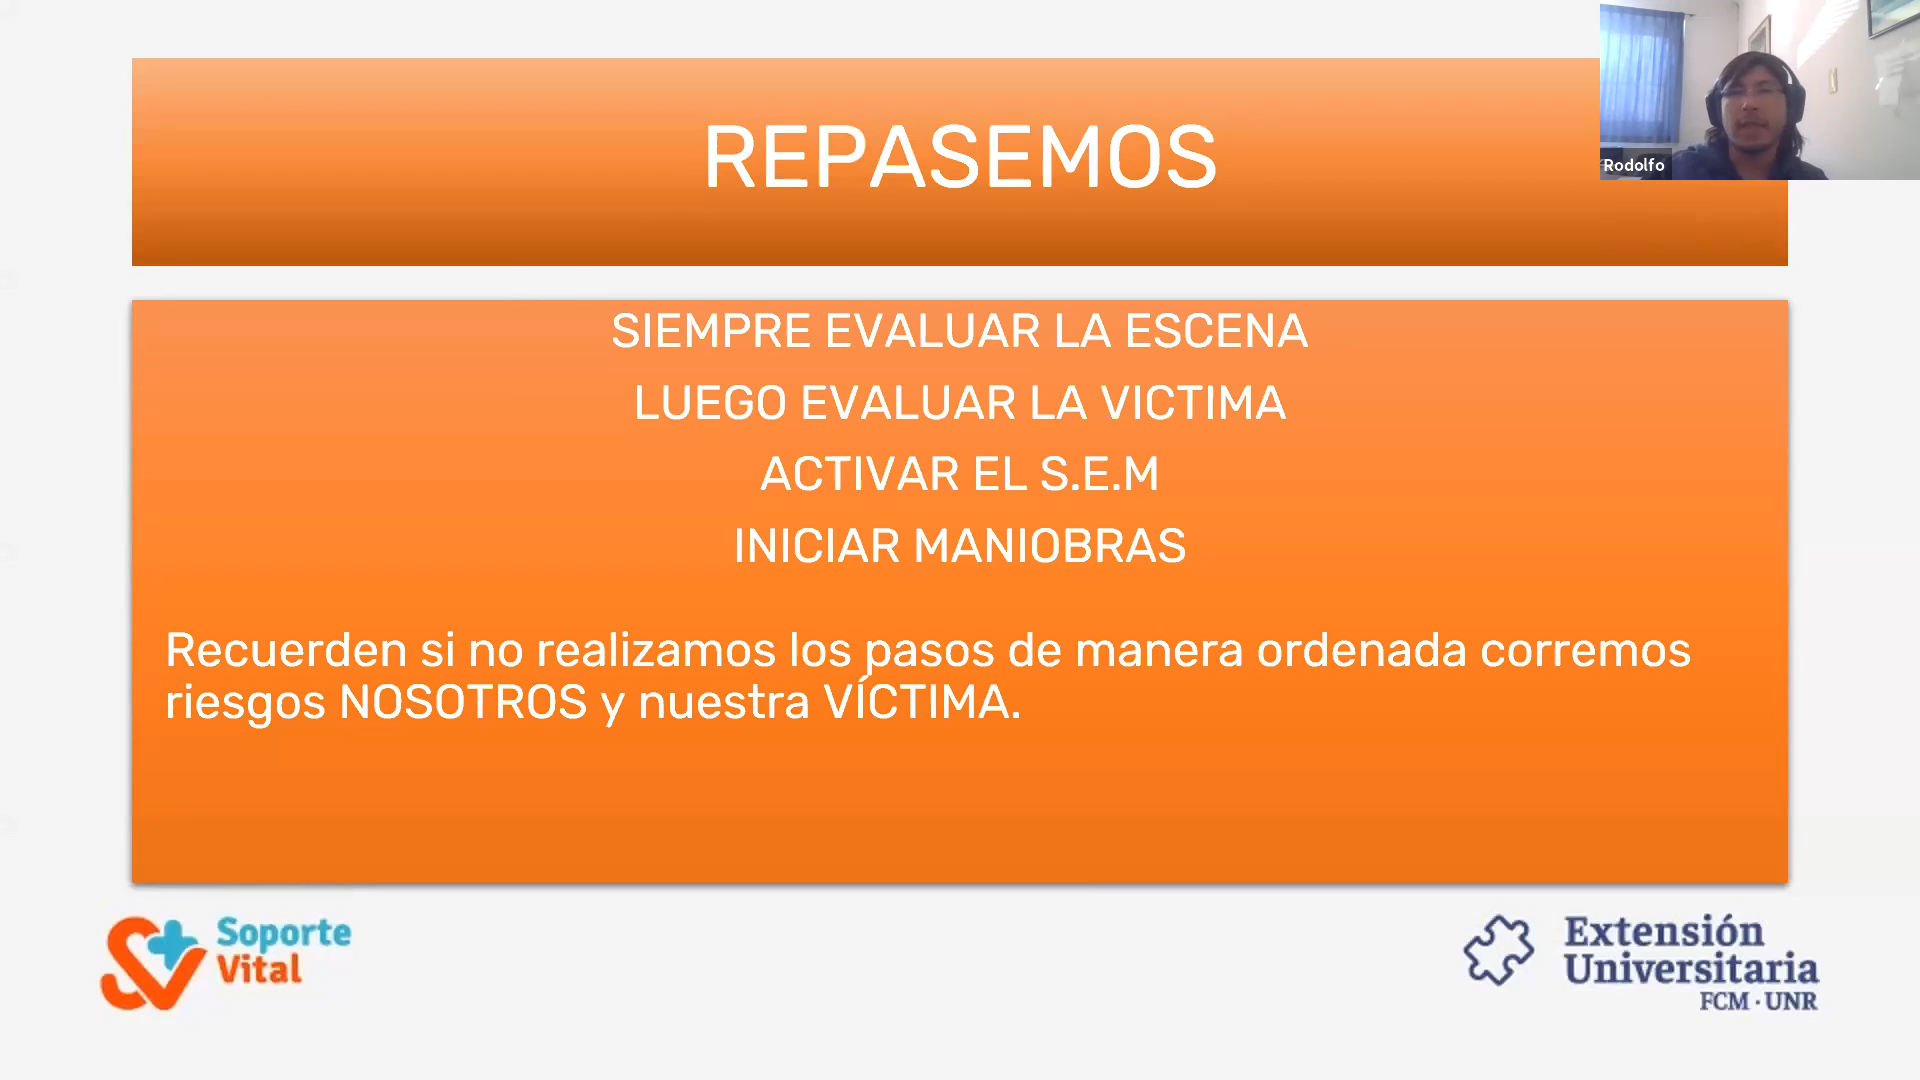 REPASEMOS
Rodolfo
SIEMPRE EVALUAR LA ESCENA
LUEGO EVALUAR LA VICTIMA
ACTIVAR EL S.E.M
INICIAR MANIOBRAS
Recuerden si no realizamos los pasos de manera ordenada corremos
riesgos NOSOTROS y nuestra VÍCTIMA.
Soporte
Vital
Extensión
Universitaria
FCM · UNR